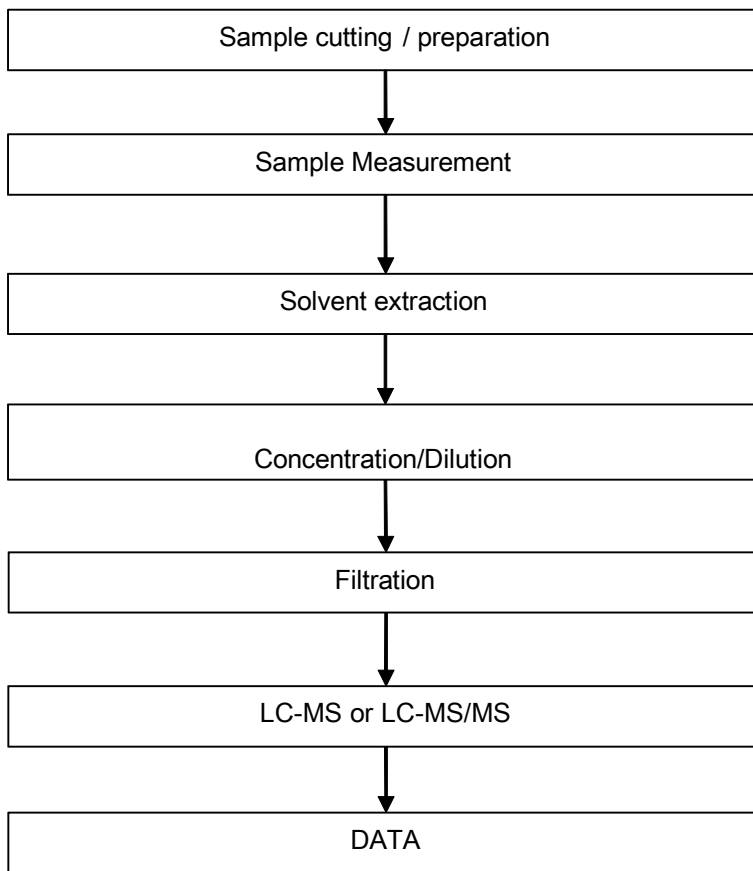 Sample cutting / preparation
Sample Measurement
Solvent extraction
Concentration/Dilution
Filtration
LC-MS or LC-MS/MS
DATA